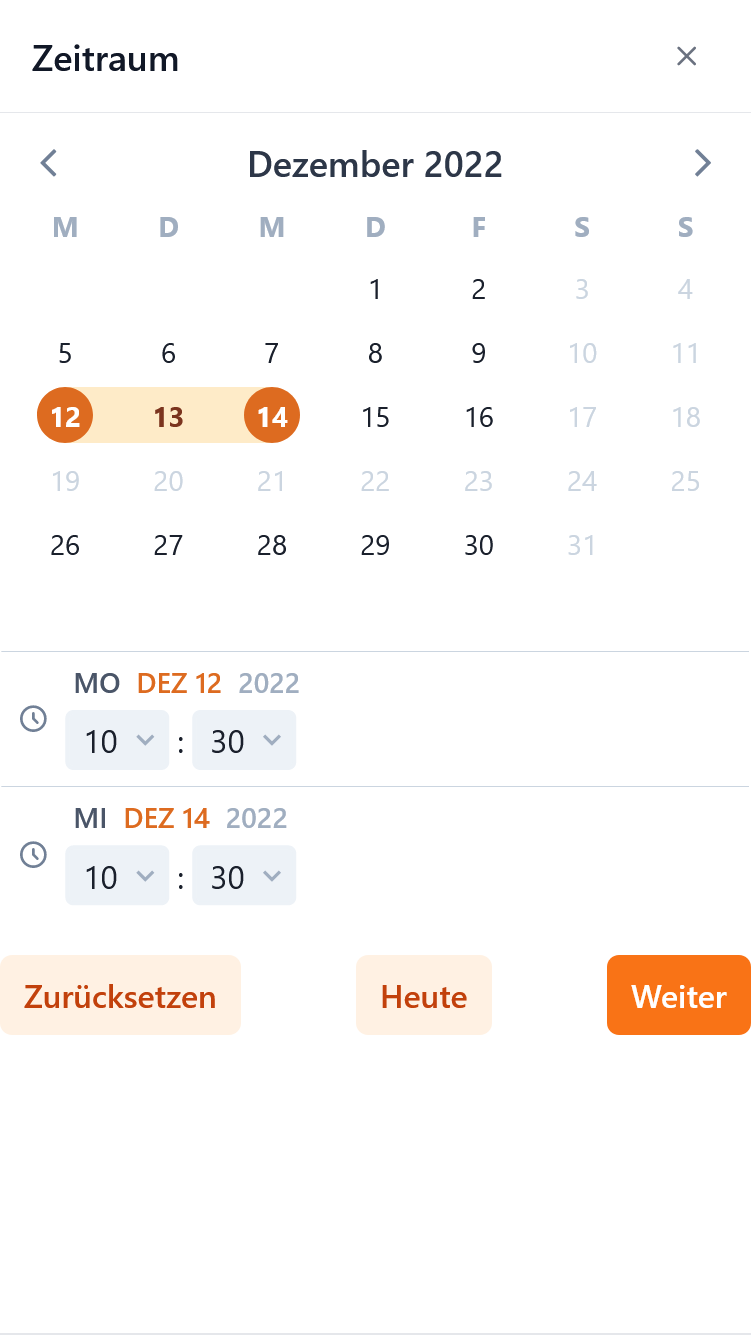 Zeitraum
Dezember 2022
M D M D F S S
1 2 3 4
5 6 7 8 9 10 11
12 13 14 15 16 17 18
19 20 21 22 23 24 25
26 27 28 29 30 31
MO DEZ 12 2022
10 : 30
MI DEZ 14 2022
10 : 30
Zurücksetzen Heute Weiter